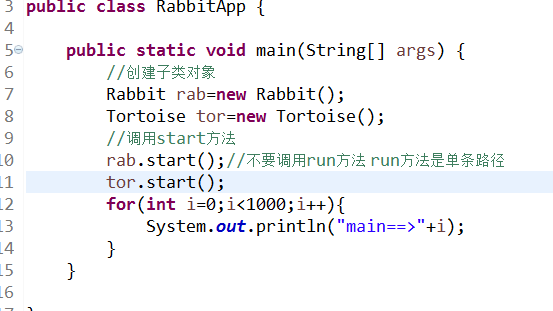 3 public class RabbitApp {
4
5 public static void main(String[] args) {
6 //创建子类对象
7 Rabbit rab=new Rabbit();
8 Tortoise tor=new Tortoise();
9 //调用start方法
10 rab.start();//不要调用run方法 run方法是单条路径
11 tor.start();
12 for(int i=0;i<1000;i++){
13 System.out.println("main==>"+i);
14 }
15 }
16
17 }